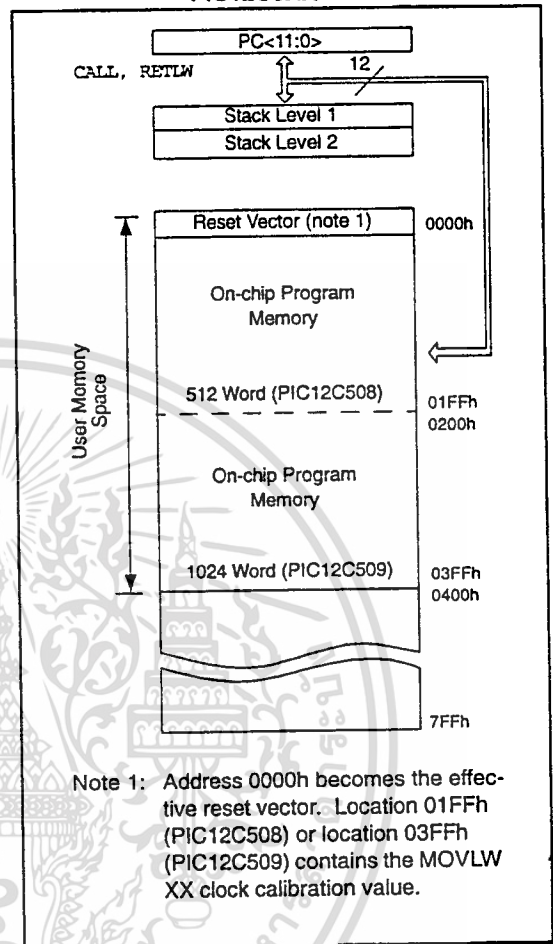 PC<11:0>
CALL, RETLW
12
Stack Level 1
Stack Level 2
Reset Vector (note 1)
0000h
User Memory
Space
On-chip Program
Memory
512 Word (PIC12C508)
01FFh
0200h
On-chip Program
Memory
1024 Word (PIC12C509)
03FFh
0400h
7FFh
Note 1: Address 0000h becomes the effec-
tive reset vector. Location 01FFh
(PIC12C508) or location 03FFh
(PIC12C509) contains the MOVLW
XX clock calibration value.